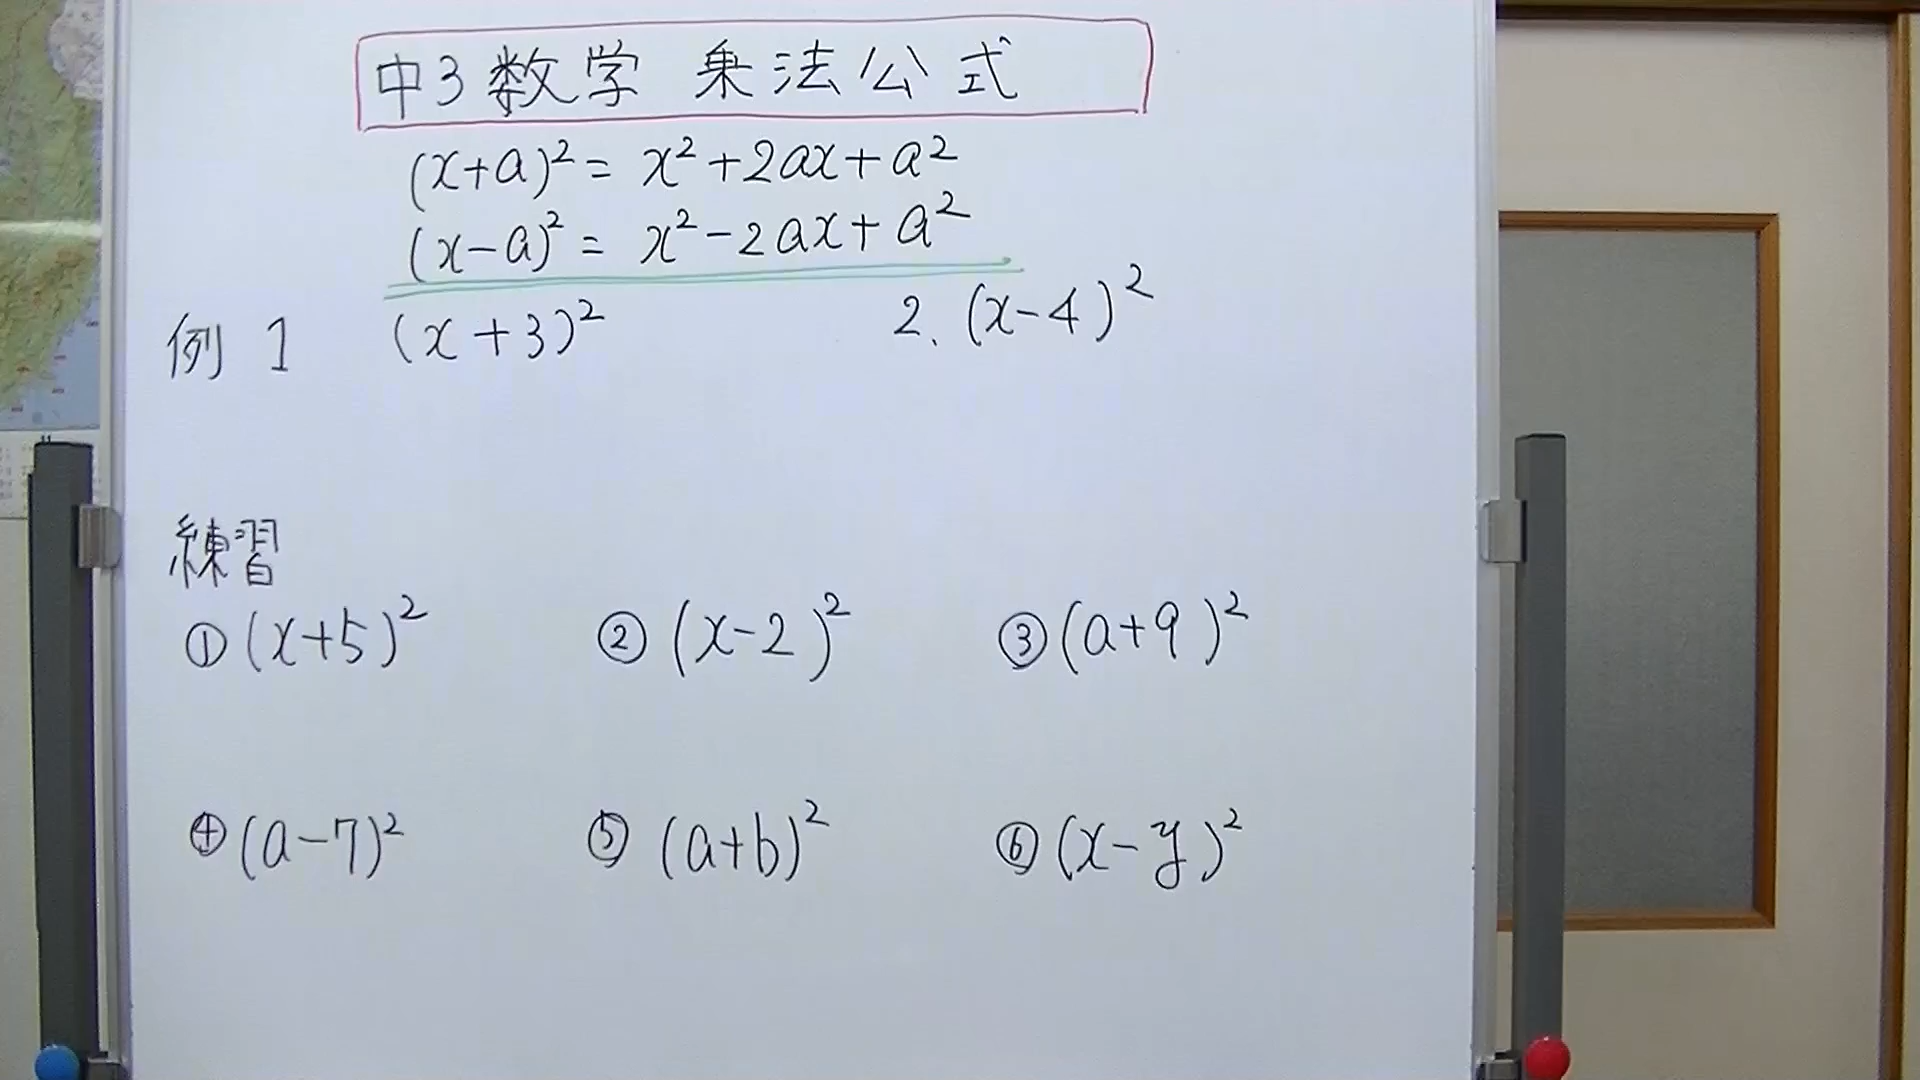 中3数学 乗法公式
(x+a)²= x²+2ax+a²
(x-a)²= x²-2ax+a²
例 1 (x+3)² 2. (x-4)²
練習
①(x+5)² ②(x-2)² ③(a+9)²
④(a-7)² ⑤(a+b)² ⑥(x-y)²